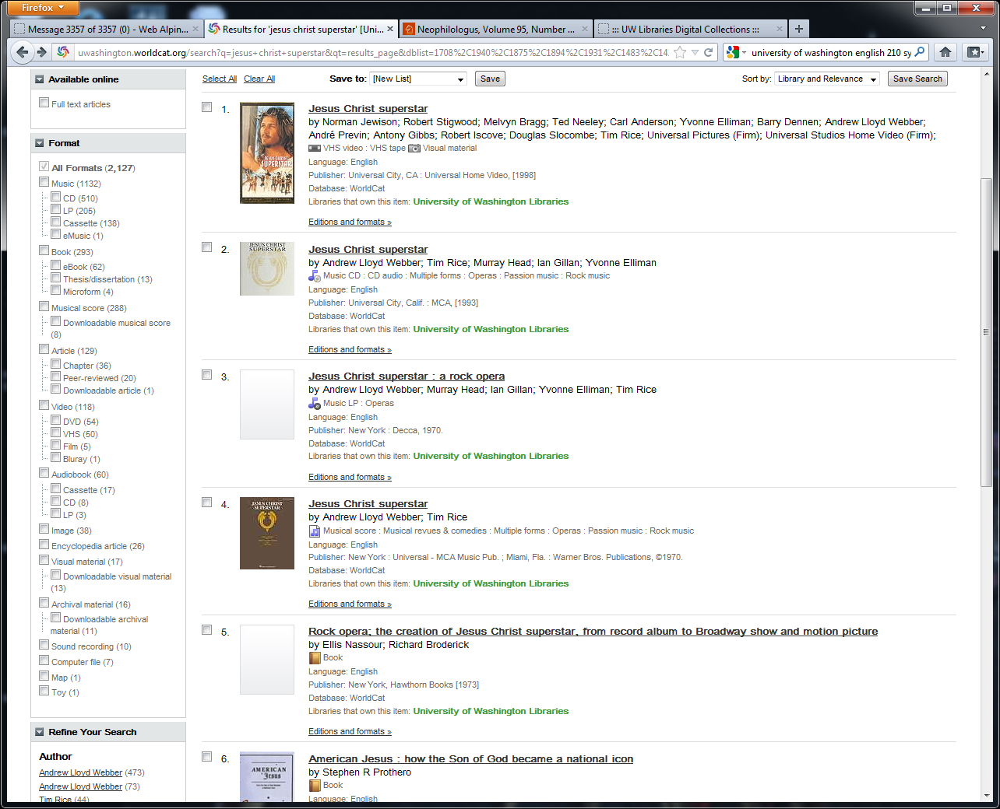 Firefox
Message 3357 of 3357 (0) - Web Alpin...
Results for 'jesus christ superstar' [Uni...
Neophilologus, Volume 95, Number ...
::: UW Libraries Digital Collections :::
uwashington.worldcat.org/search?q=jesus+christ+superstar&qt=results_page&dblist=1708%2C1940%2C1875%2C1894%2C1931%2C1483%2C14
university of washington english 210 sy
Available online
Full text articles
Format
All Formats (2,127)
Music (1132)
CD (510)
LP (205)
Cassette (138)
eMusic (1)
Book (293)
eBook (62)
Thesis/dissertation (13)
Microform (4)
Musical score (288)
Downloadable musical score
(8)
Article (129)
Chapter (36)
Peer-reviewed (20)
Downloadable article (1)
Video (118)
DVD (54)
VHS (50)
Film (5)
Bluray (1)
Audiobook (60)
Cassette (17)
CD (8)
LP (3)
Image (38)
Encyclopedia article (26)
Visual material (17)
Downloadable visual material
(13)
Archival material (16)
Downloadable archival
material (11)
Sound recording (10)
Computer file (7)
Map (1)
Toy (1)
Refine Your Search
Author
Andrew Lloyd Webber (473)
Andrew Lloyd Webber (73)
Tim Rice (44)
Select All Clear All Save to: [New List] Save Sort by: Library and Relevance Save Search
1. Jesus Christ superstar
by Norman Jewison; Robert Stigwood; Melvyn Bragg; Ted Neeley; Carl Anderson; Yvonne Elliman; Barry Dennen; Andrew Lloyd Webber;
André Previn; Antony Gibbs; Robert Iscove; Douglas Slocombe; Tim Rice; Universal Pictures (Firm); Universal Studios Home Video (Firm);
VHS video : VHS tape Visual material
Language: English
Publisher: Universal City, CA : Universal Home Video, [1998]
Database: WorldCat
Libraries that own this item: University of Washington Libraries
Editions and formats »
JESUS CHRIST
SUPERSTAR
2. Jesus Christ superstar
by Andrew Lloyd Webber; Tim Rice; Murray Head; Ian Gillan; Yvonne Elliman
Music CD : CD audio : Multiple forms : Operas : Passion music : Rock music
Language: English
Publisher: Universal City, Calif. : MCA, [1993]
Database: WorldCat
Libraries that own this item: University of Washington Libraries
Editions and formats »
JESUS CHRIST
SUPERSTAR
3. Jesus Christ superstar : a rock opera
by Andrew Lloyd Webber; Murray Head; Ian Gillan; Yvonne Elliman; Tim Rice
Music LP : Operas
Language: English
Publisher: New York : Decca, 1970.
Database: WorldCat
Libraries that own this item: University of Washington Libraries
Editions and formats »
4. Jesus Christ superstar
by Andrew Lloyd Webber; Tim Rice
Musical score : Musical revues & comedies : Multiple forms : Operas : Passion music : Rock music
Language: English
Publisher: New York : Universal - MCA Music Pub. ; Miami, Fla. : Warner Bros. Publications, ©1970.
Database: WorldCat
Libraries that own this item: University of Washington Libraries
Editions and formats »
JESUS CHRIST
SUPERSTAR
5. Rock opera; the creation of Jesus Christ superstar, from record album to Broadway show and motion picture
by Ellis Nassour; Richard Broderick
Book
Language: English
Publisher: New York, Hawthorn Books [1973]
Database: WorldCat
Libraries that own this item: University of Washington Libraries
Editions and formats »
6. American Jesus : how the Son of God became a national icon
by Stephen R Prothero
Book
Language: English
AMERICAN
Jesus